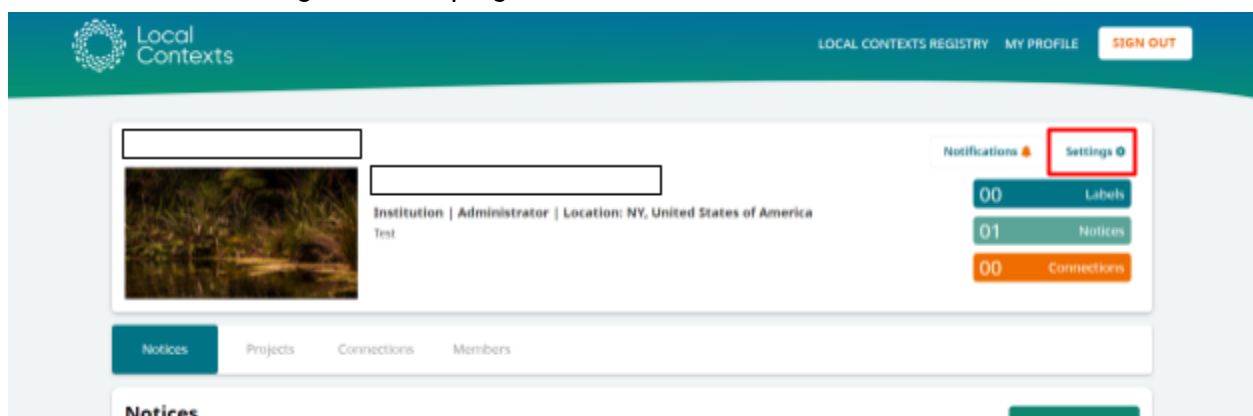 Local
Contexts
LOCAL CONTEXTS REGISTRY MY PROFILE SIGN OUT
Notifications Settings
Institution | Administrator | Location: NY, United States of America
Test
00 Labels
01 Notices
00 Connections
Notices Projects Connections Members
Notices